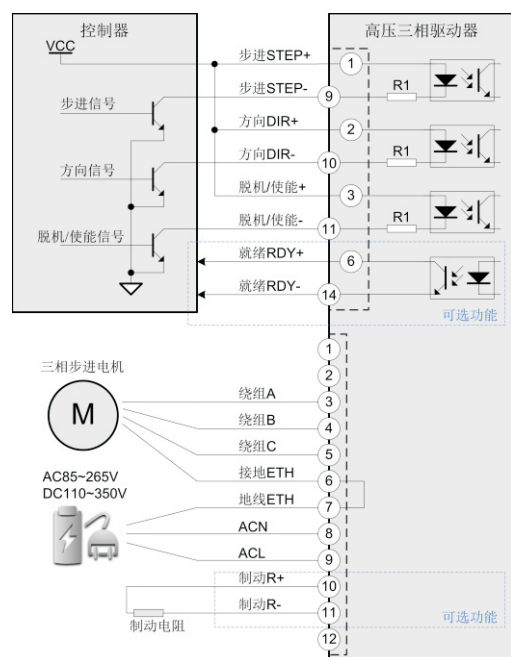 控制器
高压三相驱动器
VCC
步进STEP+
1
步进信号
步进STEP-
9
R1
方向DIR+
2
方向信号
方向DIR-
10
R1
脱机/使能+
3
脱机/使能信号
脱机/使能-
11
R1
就绪RDY+
6
就绪RDY-
14
可选功能
1
三相步进电机
2
M
绕组A
3
绕组B
4
绕组C
5
AC85~265V
DC110~350V
接地ETH
6
地线ETH
7
ACN
8
ACL
9
制动R+
10
制动R-
11
制动电阻
可选功能
12